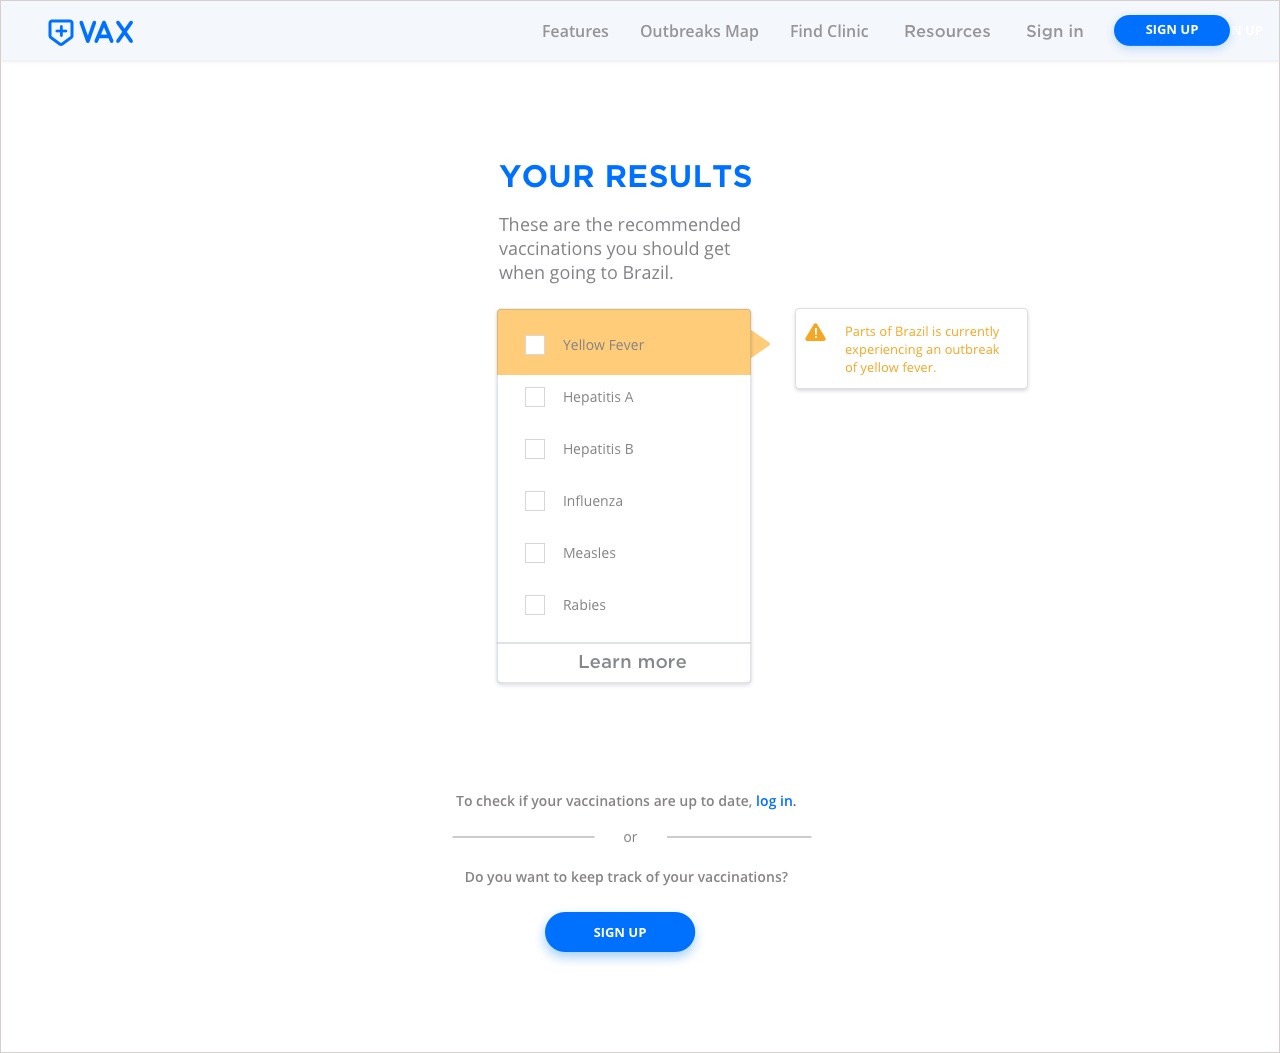 VAX
Features Outbreaks Map Find Clinic Resources Sign in SIGN UP N UP
YOUR RESULTS
These are the recommended
vaccinations you should get
when going to Brazil.
Yellow Fever
Parts of Brazil is currently
experiencing an outbreak
of yellow fever.
Hepatitis A
Hepatitis B
Influenza
Measles
Rabies
Learn more
To check if your vaccinations are up to date, log in.
or
Do you want to keep track of your vaccinations?
SIGN UP